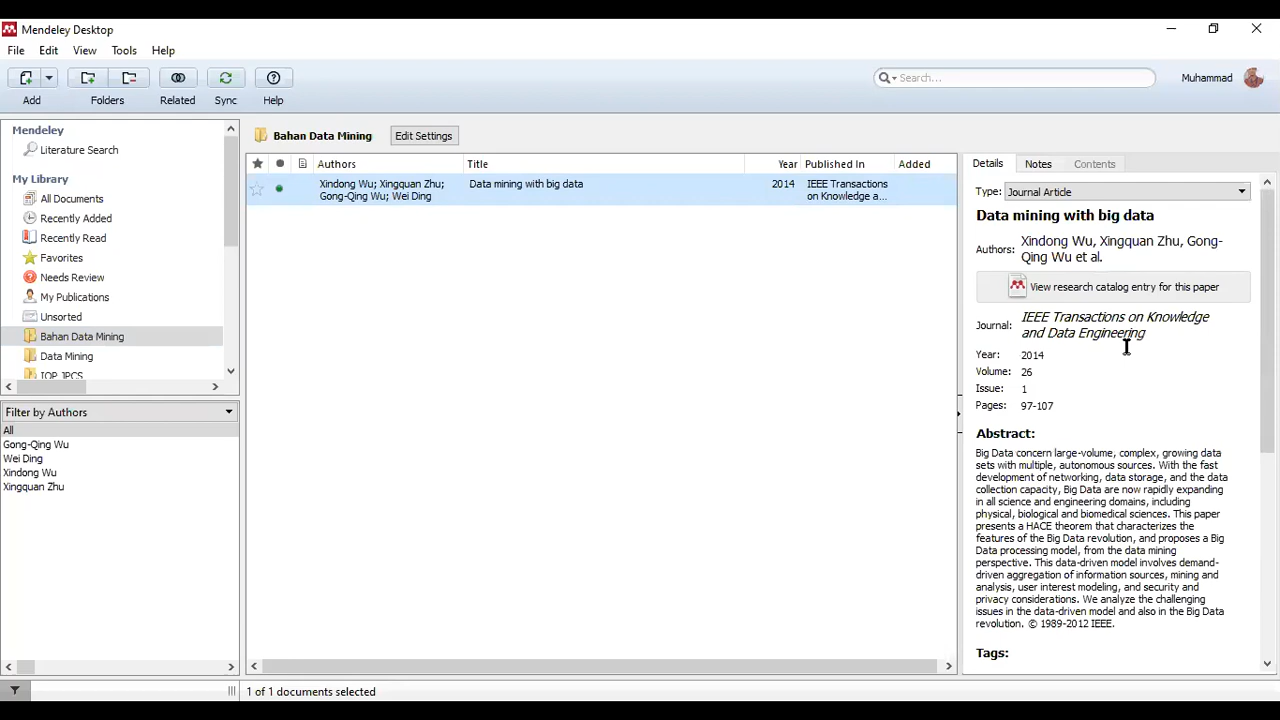 Mendeley Desktop
File Edit View Tools Help
Search...
Muhammad
Add Folders Related Sync Help
Mendeley
Literature Search
My Library
All Documents
Recently Added
Recently Read
Favorites
Needs Review
My Publications
Unsorted
Bahan Data Mining
Data Mining
IOP JPCS
Filter by Authors
All
Gong-Qing Wu
Wei Ding
Xindong Wu
Xingquan Zhu
Bahan Data Mining Edit Settings
Authors Title Year Published In Added
Xindong Wu; Xingquan Zhu; Data mining with big data 2014 IEEE Transactions
Gong-Qing Wu; Wei Ding on Knowledge a...
1 of 1 documents selected
Details Notes Contents
Type: Journal Article
Data mining with big data
Authors: Xindong Wu, Xingquan Zhu, Gong-
Qing Wu et al.
View research catalog entry for this paper
Journal: IEEE Transactions on Knowledge
and Data Engineering
Year: 2014
Volume: 26
Issue: 1
Pages: 97-107
Abstract:
Big Data concern large-volume, complex, growing data
sets with multiple, autonomous sources. With the fast
development of networking, data storage, and the data
collection capacity, Big Data are now rapidly expanding
in all science and engineering domains, including
physical, biological and biomedical sciences. This paper
presents a HACE theorem that characterizes the
features of the Big Data revolution, and proposes a Big
Data processing model, from the data mining
perspective. This data-driven model involves demand-
driven aggregation of information sources, mining and
analysis, user interest modeling, and security and
privacy considerations. We analyze the challenging
issues in the data-driven model and also in the Big Data
revolution. © 1989-2012 IEEE.
Tags: